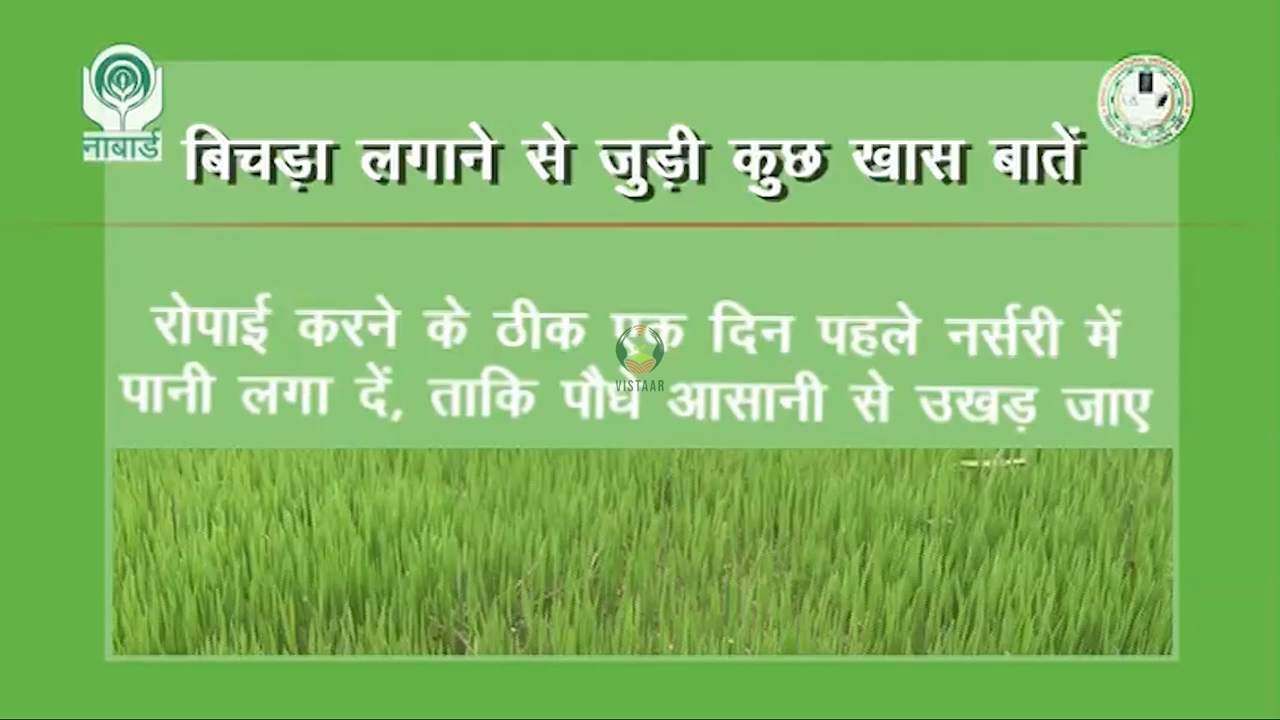 नाबार्ड
बिचड़ा लगाने से जुड़ी कुछ खास बातें
रोपाई करने के ठीक एक दिन पहले नर्सरी में
पानी लगा दें, ताकि पौधे आसानी से उखड़ जाए
VISTAAR